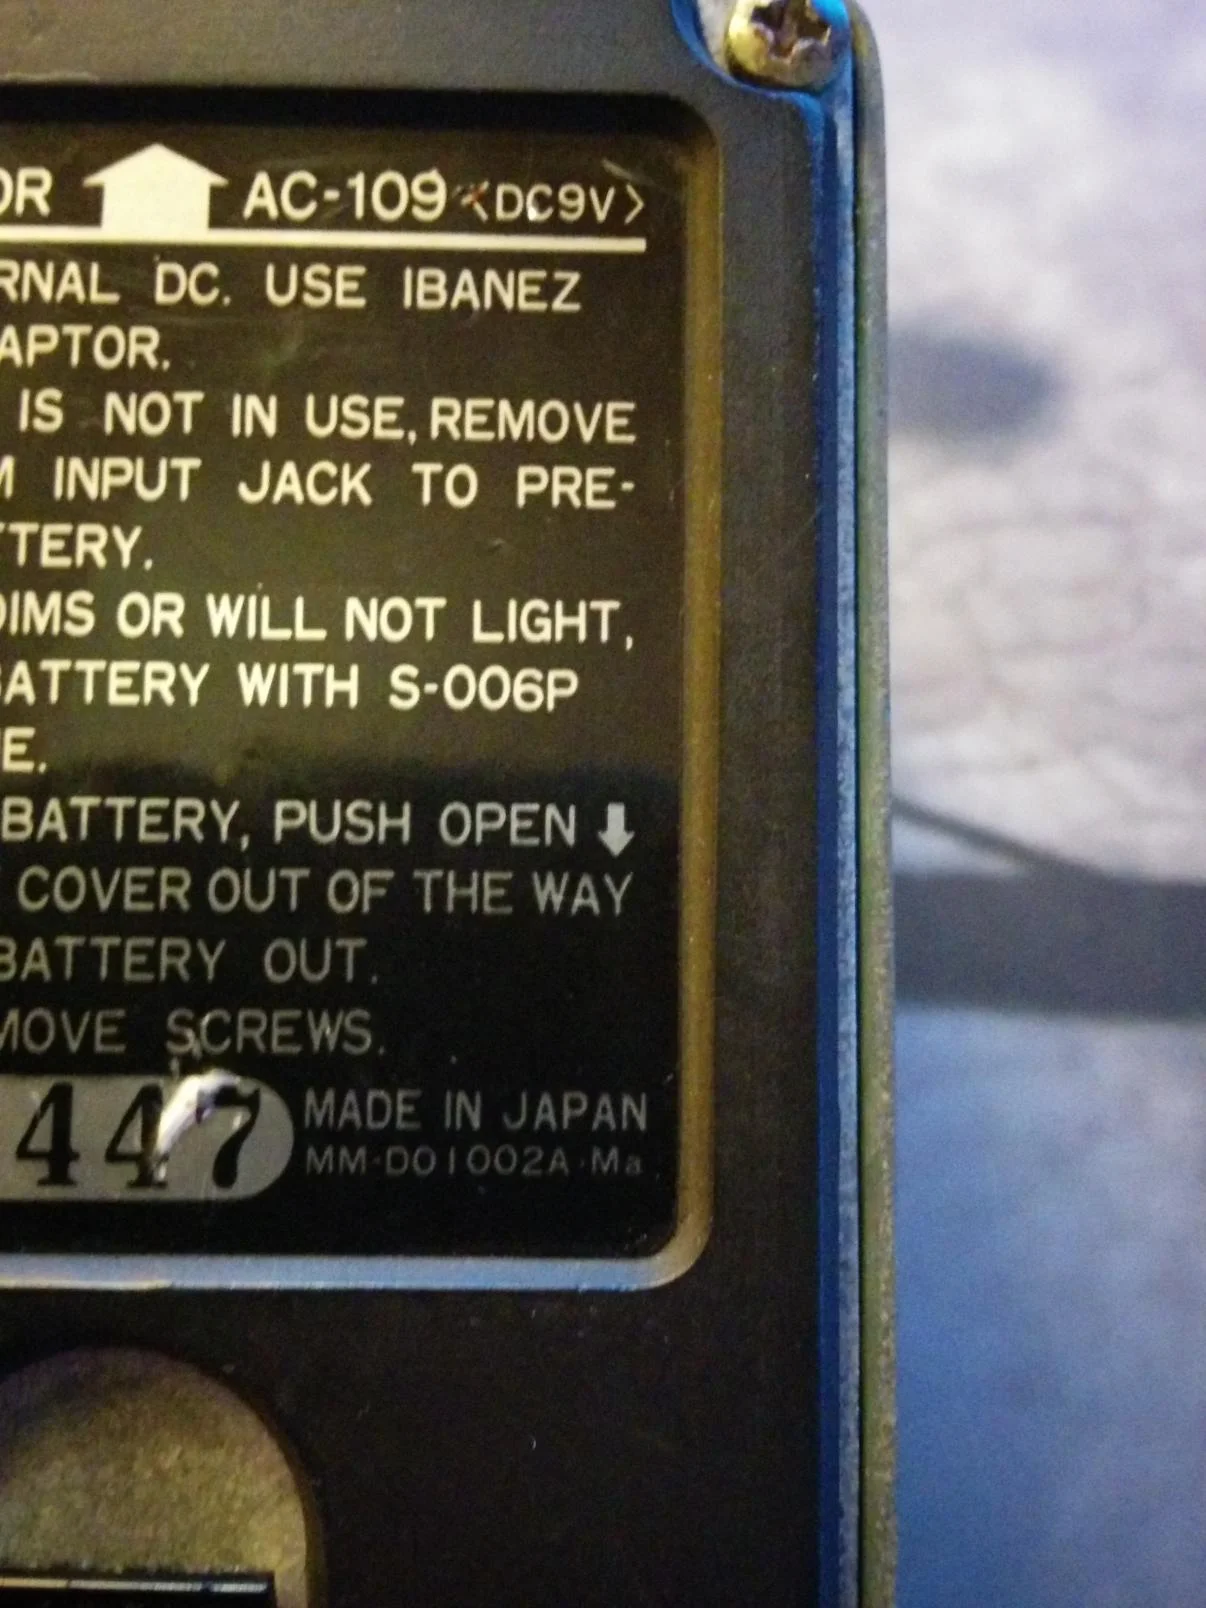 OR AC-109 <DC9V>
RNAL DC. USE IBANEZ
APTOR.
IS NOT IN USE, REMOVE
M INPUT JACK TO PRE-
TTERY.
DIMS OR WILL NOT LIGHT,
BATTERY WITH S-006P
E.
BATTERY, PUSH OPEN
COVER OUT OF THE WAY
BATTERY OUT.
MOVE SCREWS.
447 MADE IN JAPAN
MM-D01002A-Ma